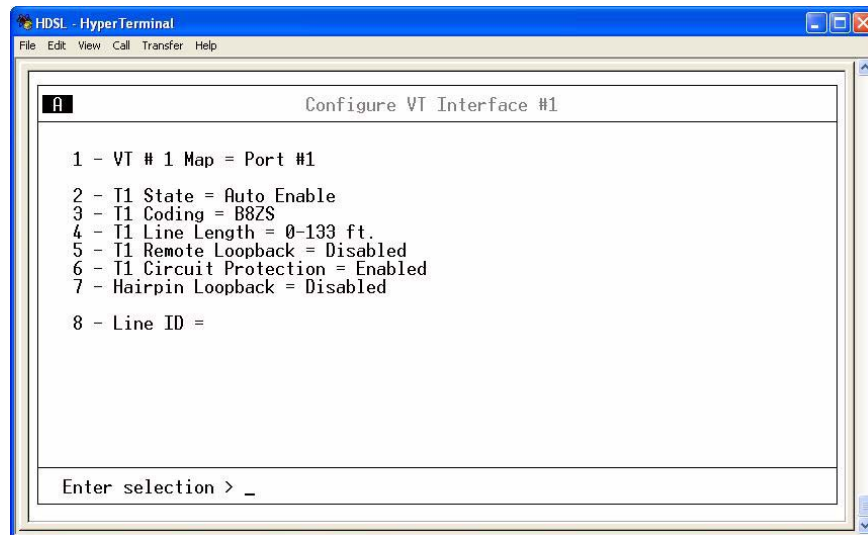 HDSL - HyperTerminal
File Edit View Call Transfer Help
A Configure VT Interface #1
1 - VT # 1 Map = Port #1
2 - T1 State = Auto Enable
3 - T1 Coding = B8ZS
4 - T1 Line Length = 0-133 ft.
5 - T1 Remote Loopback = Disabled
6 - T1 Circuit Protection = Enabled
7 - Hairpin Loopback = Disabled
8 - Line ID =
Enter selection > _